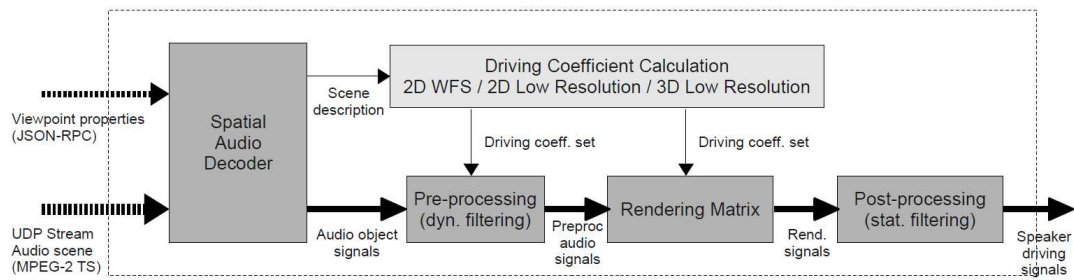 Viewpoint properties
(JSON-RPC)
UDP Stream
Audio scene
(MPEG-2 TS)
Spatial
Audio
Decoder
Scene
description
Driving Coefficient Calculation
2D WFS / 2D Low Resolution / 3D Low Resolution
Driving coeff. set
Driving coeff. set
Audio object
signals
Pre-processing
(dyn. filtering)
Preproc
audio
signals
Rendering Matrix
Rend.
signals
Post-processing
(stat. filtering)
Speaker
driving
signals